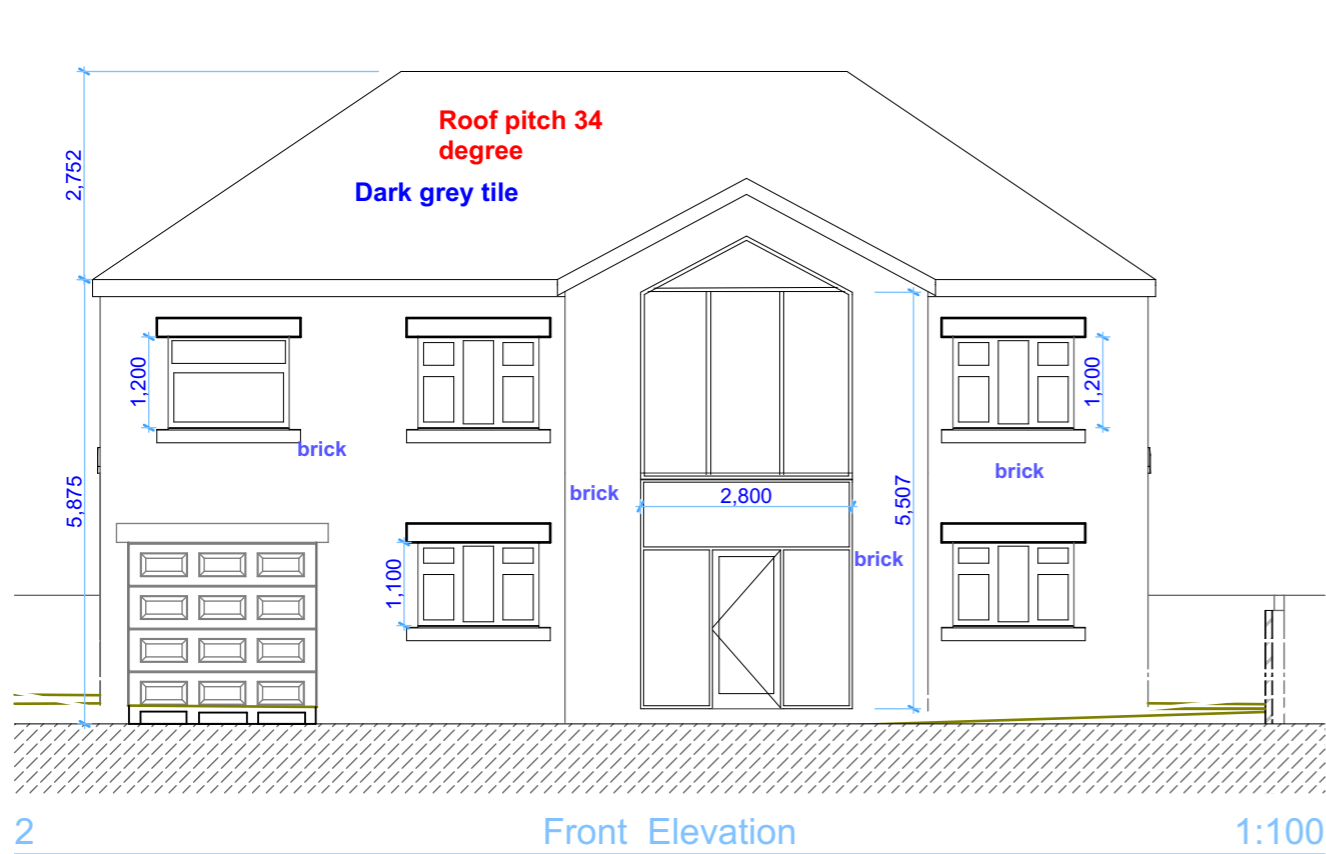 Roof pitch 34
degree
Dark grey tile
2,752
1,200
1,200
brick
brick
brick
2,800
5,875
5,507
brick
1,100
2
Front Elevation
1:100